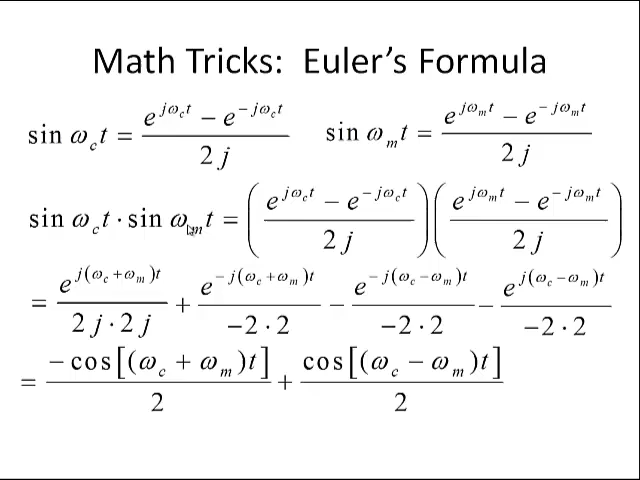 Math Tricks: Euler's Formula
sin ω_c t = (e^{jω_c t} − e^{−jω_c t}) / 2j    sin ω_m t = (e^{jω_m t} − e^{−jω_m t}) / 2j
sin ω_c t · sin ω_m t = ((e^{jω_c t} − e^{−jω_c t}) / 2j) ((e^{jω_m t} − e^{−jω_m t}) / 2j)
= e^{j(ω_c + ω_m)t} / (2j · 2j) + e^{−j(ω_c + ω_m)t} / (−2 · 2) − e^{−j(ω_c − ω_m)t} / (−2 · 2) − e^{j(ω_c − ω_m)t} / (−2 · 2)
= −cos[(ω_c + ω_m)t] / 2 + cos[(ω_c − ω_m)t] / 2